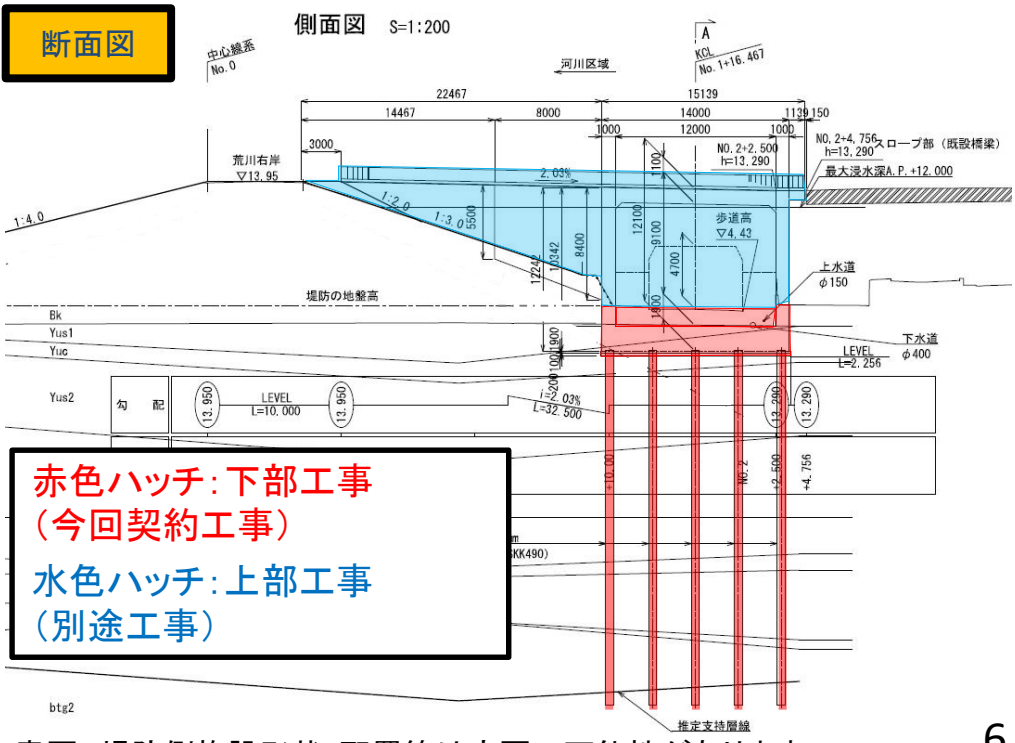 断面図
側面図 S=1:200
中心線系
No.0
A
KCL
No.1+16.467
河川区域
22467
15139
14467
8000
14000
1139
150
1000
12000
1000
3000
NO.2+4.756
スロープ部(既設橋梁)
h=13,290
NO.2+2.500
h=13,290
最大浸水深A.P.+12.000
荒川右岸
▽13.95
2.03%
1100
1:4.0
1:2.0
1:3.0
5500
12100
9100
歩道高
▽4.43
4700
8400
10342
12242
上水道
φ150
堤防の地盤高
1600
Bk
Yus1
Yuc
Yus2
1900
100
200
下水道
φ400
LEVEL
L=2.256
勾 配
13.950
LEVEL
L=10.000
13.950
i=2.03%
L=32.500
13.290
13.290
+10.00
NO.2
+2.500
+4.756
赤色ハッチ:下部工事
(今回契約工事)
水色ハッチ:上部工事
(別途工事)
m
SKK490)
btg2
推定支持層線
6